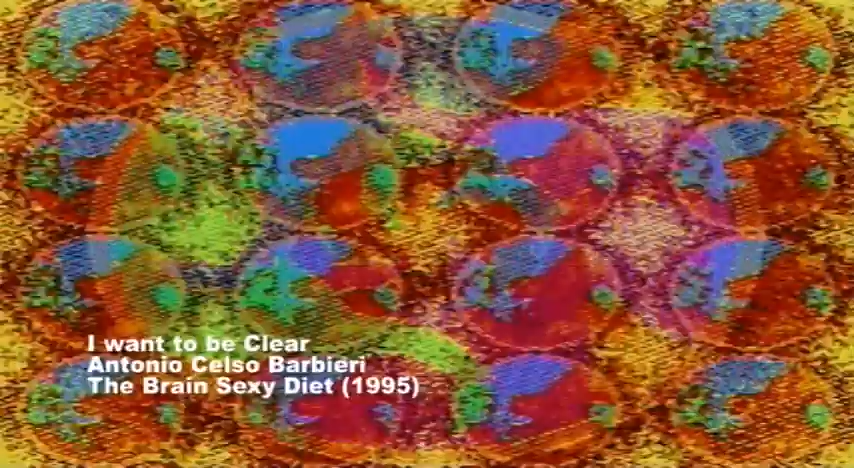 I want to be Clear
Antonio Celso Barbieri
The Brain Sexy Diet (1995)